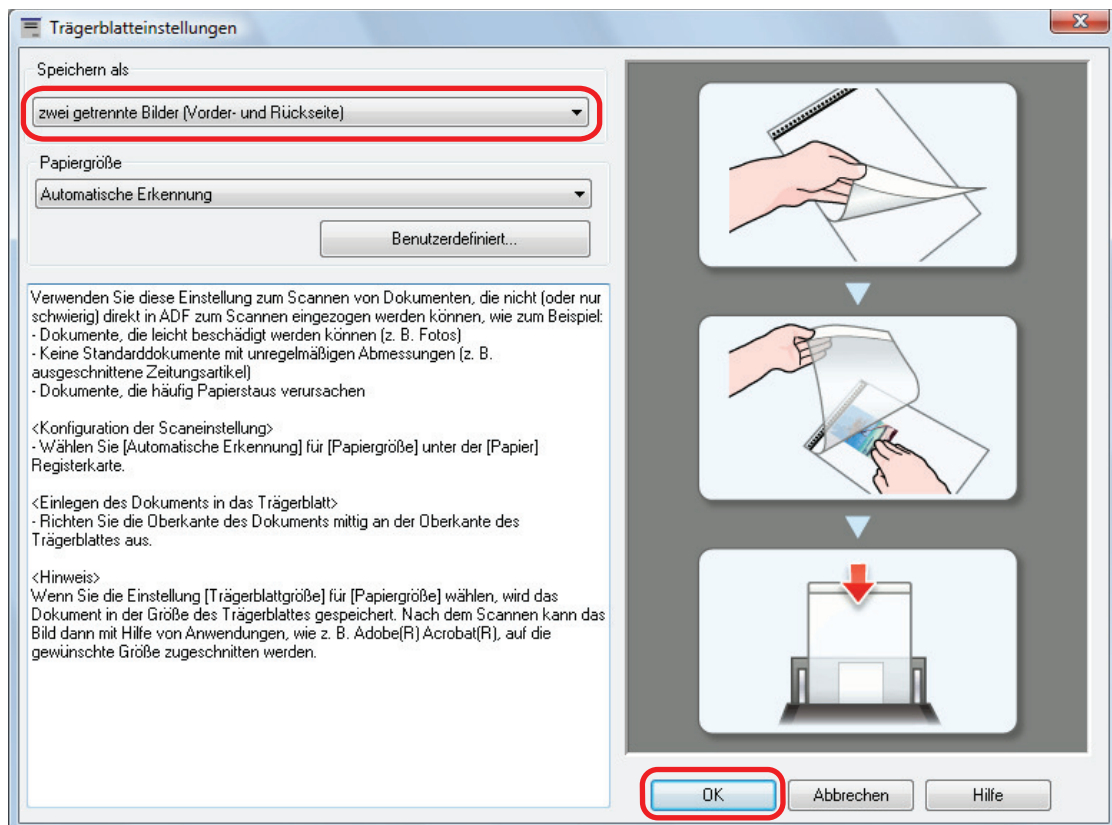 Trägerblatteinstellungen
Speichern als
zwei getrennte Bilder (Vorder- und Rückseite)
Papiergröße
Automatische Erkennung
Benutzerdefiniert...
Verwenden Sie diese Einstellung zum Scannen von Dokumenten, die nicht (oder nur
schwierig) direkt in ADF zum Scannen eingezogen werden können, wie zum Beispiel:
- Dokumente, die leicht beschädigt werden können (z. B. Fotos)
- Keine Standarddokumente mit unregelmäßigen Abmessungen (z. B.
ausgeschnittene Zeitungsartikel)
- Dokumente, die häufig Papierstaus verursachen
<Konfiguration der Scaneinstellung>
- Wählen Sie [Automatische Erkennung] für [Papiergröße] unter der [Papier]
Registerkarte.
<Einlegen des Dokuments in das Trägerblatt>
- Richten Sie die Oberkante des Dokuments mittig an der Oberkante des
Trägerblattes aus.
<Hinweis>
Wenn Sie die Einstellung [Trägerblattgröße] für [Papiergröße] wählen, wird das
Dokument in der Größe des Trägerblattes gespeichert. Nach dem Scannen kann das
Bild dann mit Hilfe von Anwendungen, wie z. B. Adobe(R) Acrobat(R), auf die
gewünschte Größe zugeschnitten werden.
OK
Abbrechen
Hilfe